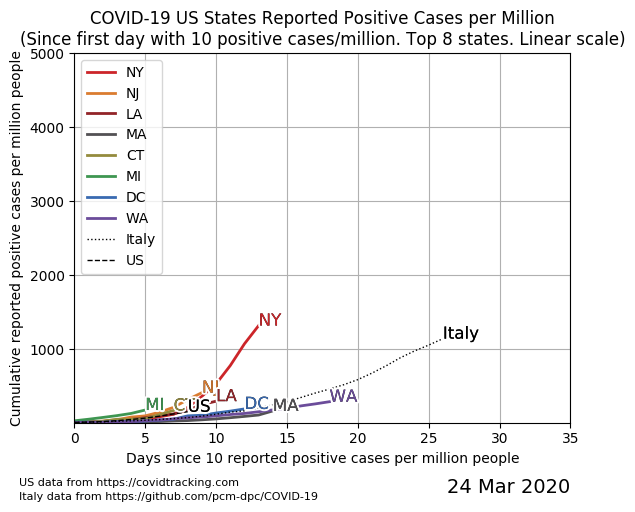 COVID-19 US States Reported Positive Cases per Million
(Since first day with 10 positive cases/million. Top 8 states. Linear scale)
Cumulative reported positive cases per million people
5000
4000
3000
2000
1000
NY
NJ
LA
MA
CT
MI
DC
WA
Italy
US
NY
Italy
NJ
MI
US
LA
DC
MA
WA
0
5
10
15
20
25
30
35
Days since 10 reported positive cases per million people
US data from https://covidtracking.com
Italy data from https://github.com/pcm-dpc/COVID-19
24 Mar 2020